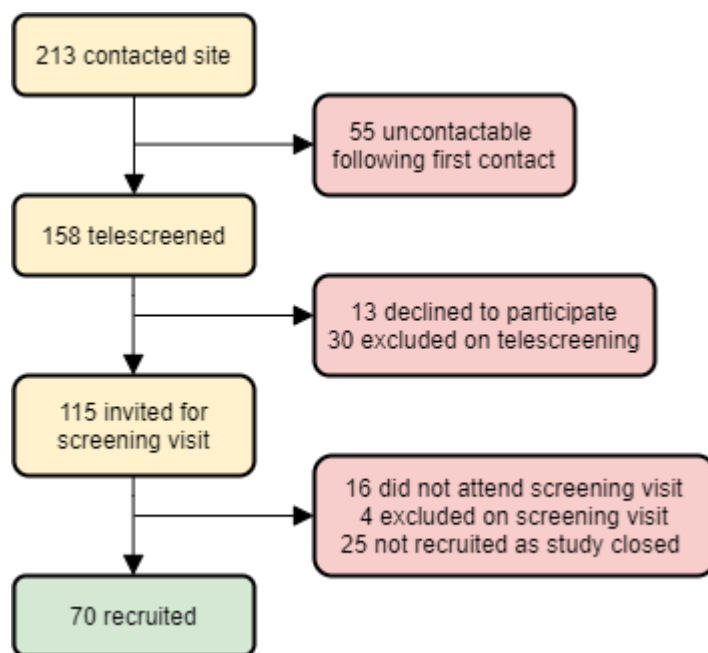 213 contacted site
55 uncontactable
following first contact
158 telescreened
13 declined to participate
30 excluded on telescreening
115 invited for
screening visit
16 did not attend screening visit
4 excluded on screening visit
25 not recruited as study closed
70 recruited